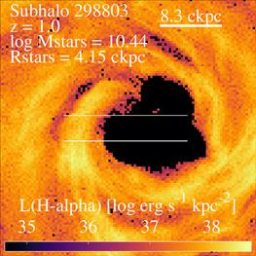 Subhalo 298803
8.3 ckpc
z = 1.0
log Mstars = 10.44
Rstars = 4.15 ckpc
L(H-alpha) [log erg s⁻¹ kpc⁻²]
35 36 37 38